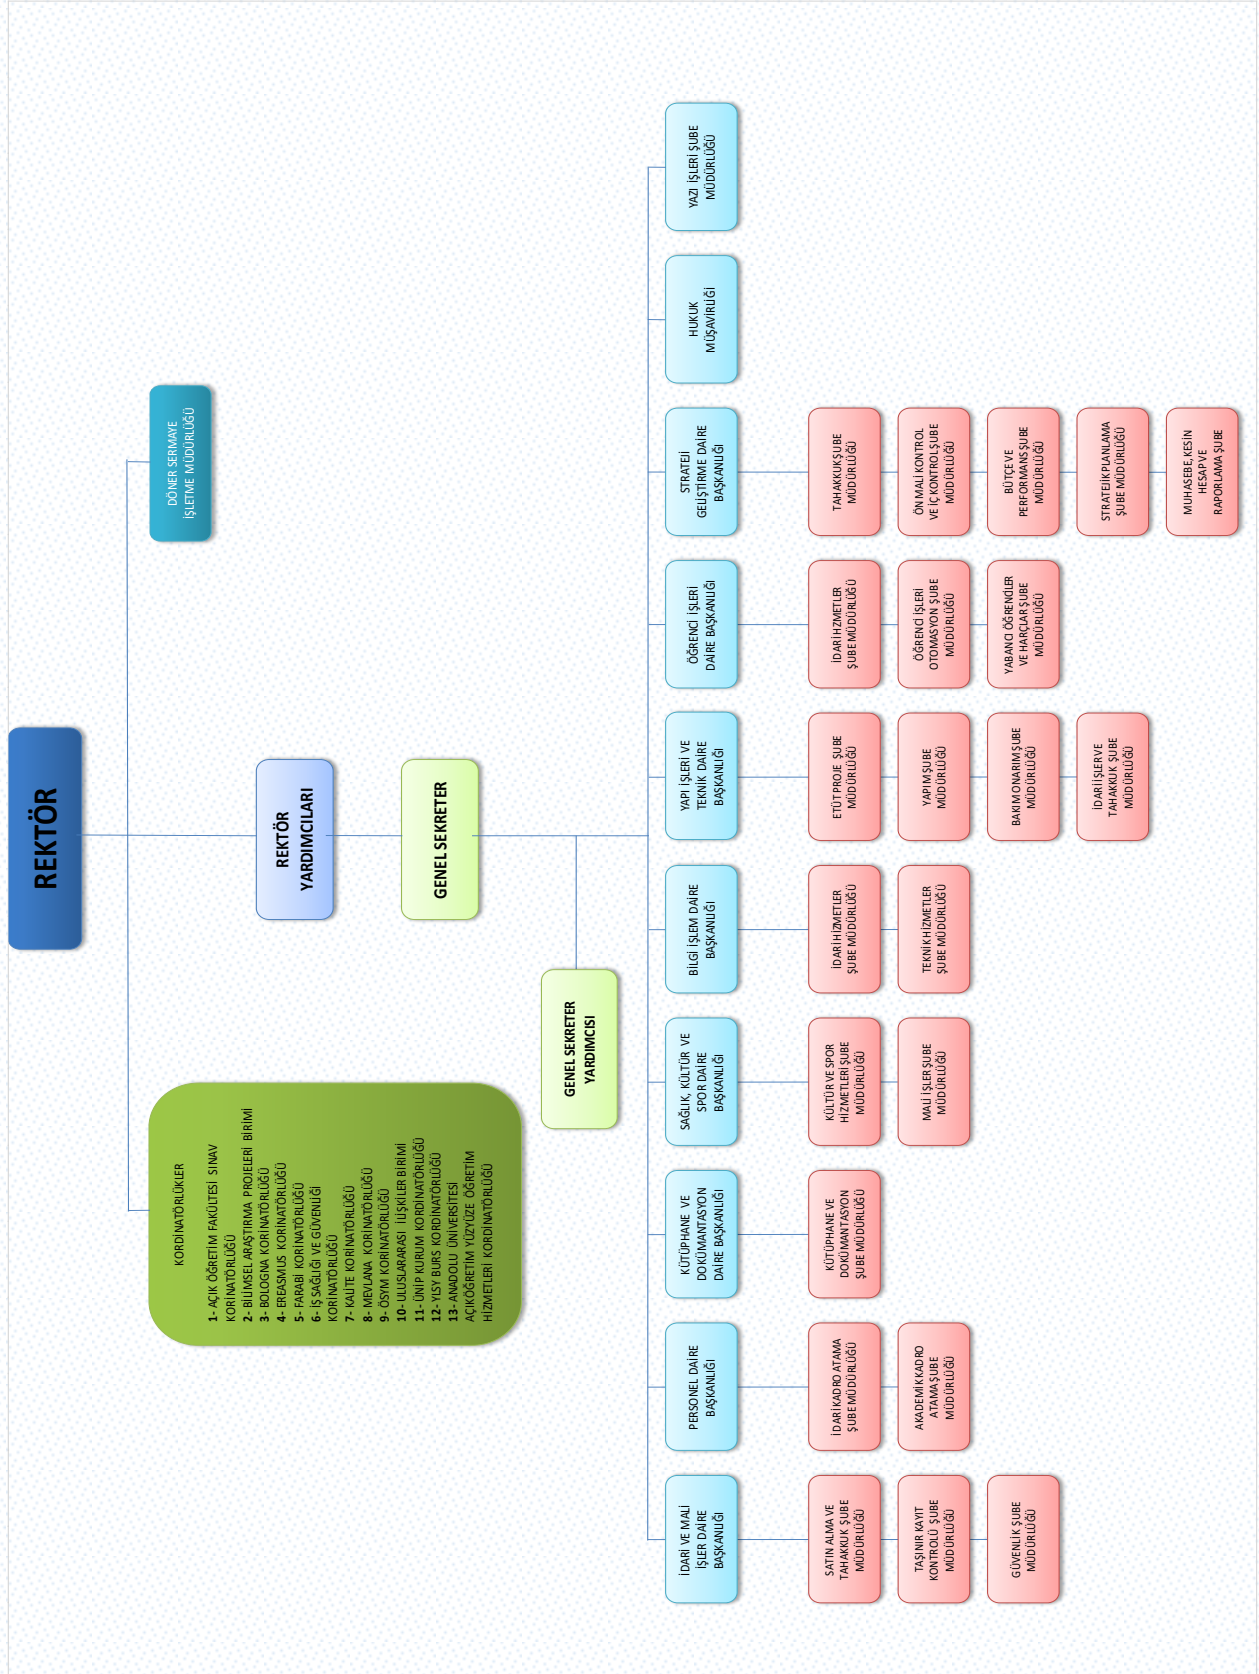 REKTÖR
DÖNER SERMAYE
İŞLETME MÜDÜRLÜĞÜ
REKTÖR
YARDIMCILARI
GENEL SEKRETER
GENEL SEKRETER
YARDIMCISI
KORDİNATÖRLÜKLER
1- AÇIK ÖĞRETİM FAKÜLTESİ SINAV
KORİNATÖRLÜĞÜ
2- BİLİMSEL ARAŞTIRMA PROJELERİ BİRİMİ
3- BOLOGNA KORİNATÖRLÜĞÜ
4- EREASMUS KORİNATÖRLÜĞÜ
5- FARABİ KORİNATÖRLÜĞÜ
6- İŞ SAĞLIĞI VE GÜVENLİĞİ
KORİNATÖRLÜĞÜ
7- KALİTE KORİNATÖRLÜĞÜ
8- MEVLANA KORİNATÖRLÜĞÜ
9- ÖSYM KORİNATÖRLÜĞÜ
10- ULUSLARARASI İLİŞKİLER BİRİMİ
11- ÜNİP KURUM KORDİNATÖRLÜĞÜ
12- YLSY BURS KORDİNATÖRLÜĞÜ
13- ANADOLU ÜNİVERSİTESİ
AÇIKÖĞRETİM YÜZYÜZE ÖĞRETİM
HİZMETLERİ KORDİNATÖRLÜĞÜ
İDARİ VE MALİ
İŞLER DAİRE
BAŞKANLIĞI
PERSONEL DAİRE
BAŞKANLIĞI
KÜTÜPHANE VE
DOKÜMANTASYON
DAİRE BAŞKANLIĞI
SAĞLIK, KÜLTÜR VE
SPOR DAİRE
BAŞKANLIĞI
BİLGİ İŞLEM DAİRE
BAŞKANLIĞI
YAPI İŞLERİ VE
TEKNİK DAİRE
BAŞKANLIĞI
ÖĞRENCİ İŞLERİ
DAİRE BAŞKANLIĞI
STRATEJİ
GELİŞTİRME DAİRE
BAŞKANLIĞI
HUKUK
MÜŞAVİRLİĞİ
YAZI İŞLERİ ŞUBE
MÜDÜRLÜĞÜ
SATIN ALMA VE
TAHAKKUK ŞUBE
MÜDÜRLÜĞÜ
TAŞINIR KAYIT
KONTROLÜ ŞUBE
MÜDÜRLÜĞÜ
GÜVENLİK ŞUBE
MÜDÜRLÜĞÜ
İDARİ KADRO ATAMA
ŞUBE MÜDÜRLÜĞÜ
AKADEMİK KADRO
ATAMA ŞUBE
MÜDÜRLÜĞÜ
KÜTÜPHANE VE
DOKÜMANTASYON
ŞUBE MÜDÜRLÜĞÜ
KÜLTÜR VE SPOR
HİZMETLERİ ŞUBE
MÜDÜRLÜĞÜ
MALİ İŞLER ŞUBE
MÜDÜRLÜĞÜ
İDARİ HİZMETLER
ŞUBE MÜDÜRLÜĞÜ
TEKNİK HİZMETLER
ŞUBE MÜDÜRLÜĞÜ
ETÜT PROJE ŞUBE
MÜDÜRLÜĞÜ
YAPIM ŞUBE
MÜDÜRLÜĞÜ
BAKIM ONARIM ŞUBE
MÜDÜRLÜĞÜ
İDARİ İŞLER VE
TAHAKKUK ŞUBE
MÜDÜRLÜĞÜ
İDARİ HİZMETLER
ŞUBE MÜDÜRLÜĞÜ
ÖĞRENCİ İŞLERİ
OTOMASYON ŞUBE
MÜDÜRLÜĞÜ
YABANCI ÖĞRENCİLER
VE HARÇLAR ŞUBE
MÜDÜRLÜĞÜ
TAHAKKUK ŞUBE
MÜDÜRLÜĞÜ
ÖN MALİ KONTROL
VE İÇ KONTROL ŞUBE
MÜDÜRLÜĞÜ
BÜTÇE VE
PERFORMANS ŞUBE
MÜDÜRLÜĞÜ
STRATEJİK PLANLAMA
ŞUBE MÜDÜRLÜĞÜ
MUHASEBE, KESİN
HESAP VE
RAPORLAMA ŞUBE